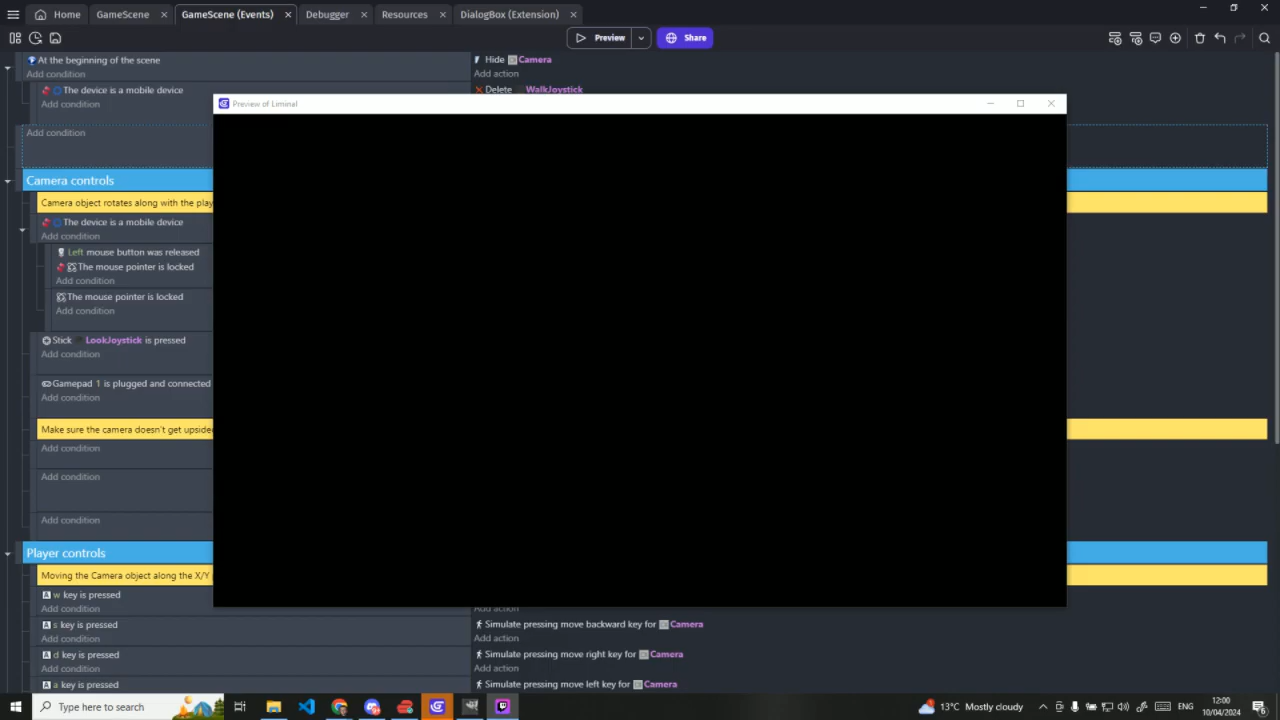 Home
GameScene
GameScene (Events)
Debugger
Resources
DialogBox (Extension)
Preview
Share
At the beginning of the scene
Add condition
Hide Camera
Add action
The device is a mobile device
Add condition
Delete WalkJoystick
Preview of Liminal
Add condition
Camera controls
Camera object rotates along with the play
The device is a mobile device
Add condition
Left mouse button was released
The mouse pointer is locked
Add condition
The mouse pointer is locked
Add condition
Stick LookJoystick is pressed
Add condition
Gamepad 1 is plugged and connected
Add condition
Make sure the camera doesn't get upside
Add condition
Add condition
Add condition
Player controls
Moving the Camera object along the X/Y
w key is pressed
Add condition
Add action
s key is pressed
Add condition
Simulate pressing move backward key for Camera
Add action
d key is pressed
Add condition
Simulate pressing move right key for Camera
Add action
a key is pressed
Simulate pressing move left key for Camera
Type here to search
13°C Mostly cloudy
ENG
12:00
10/04/2024